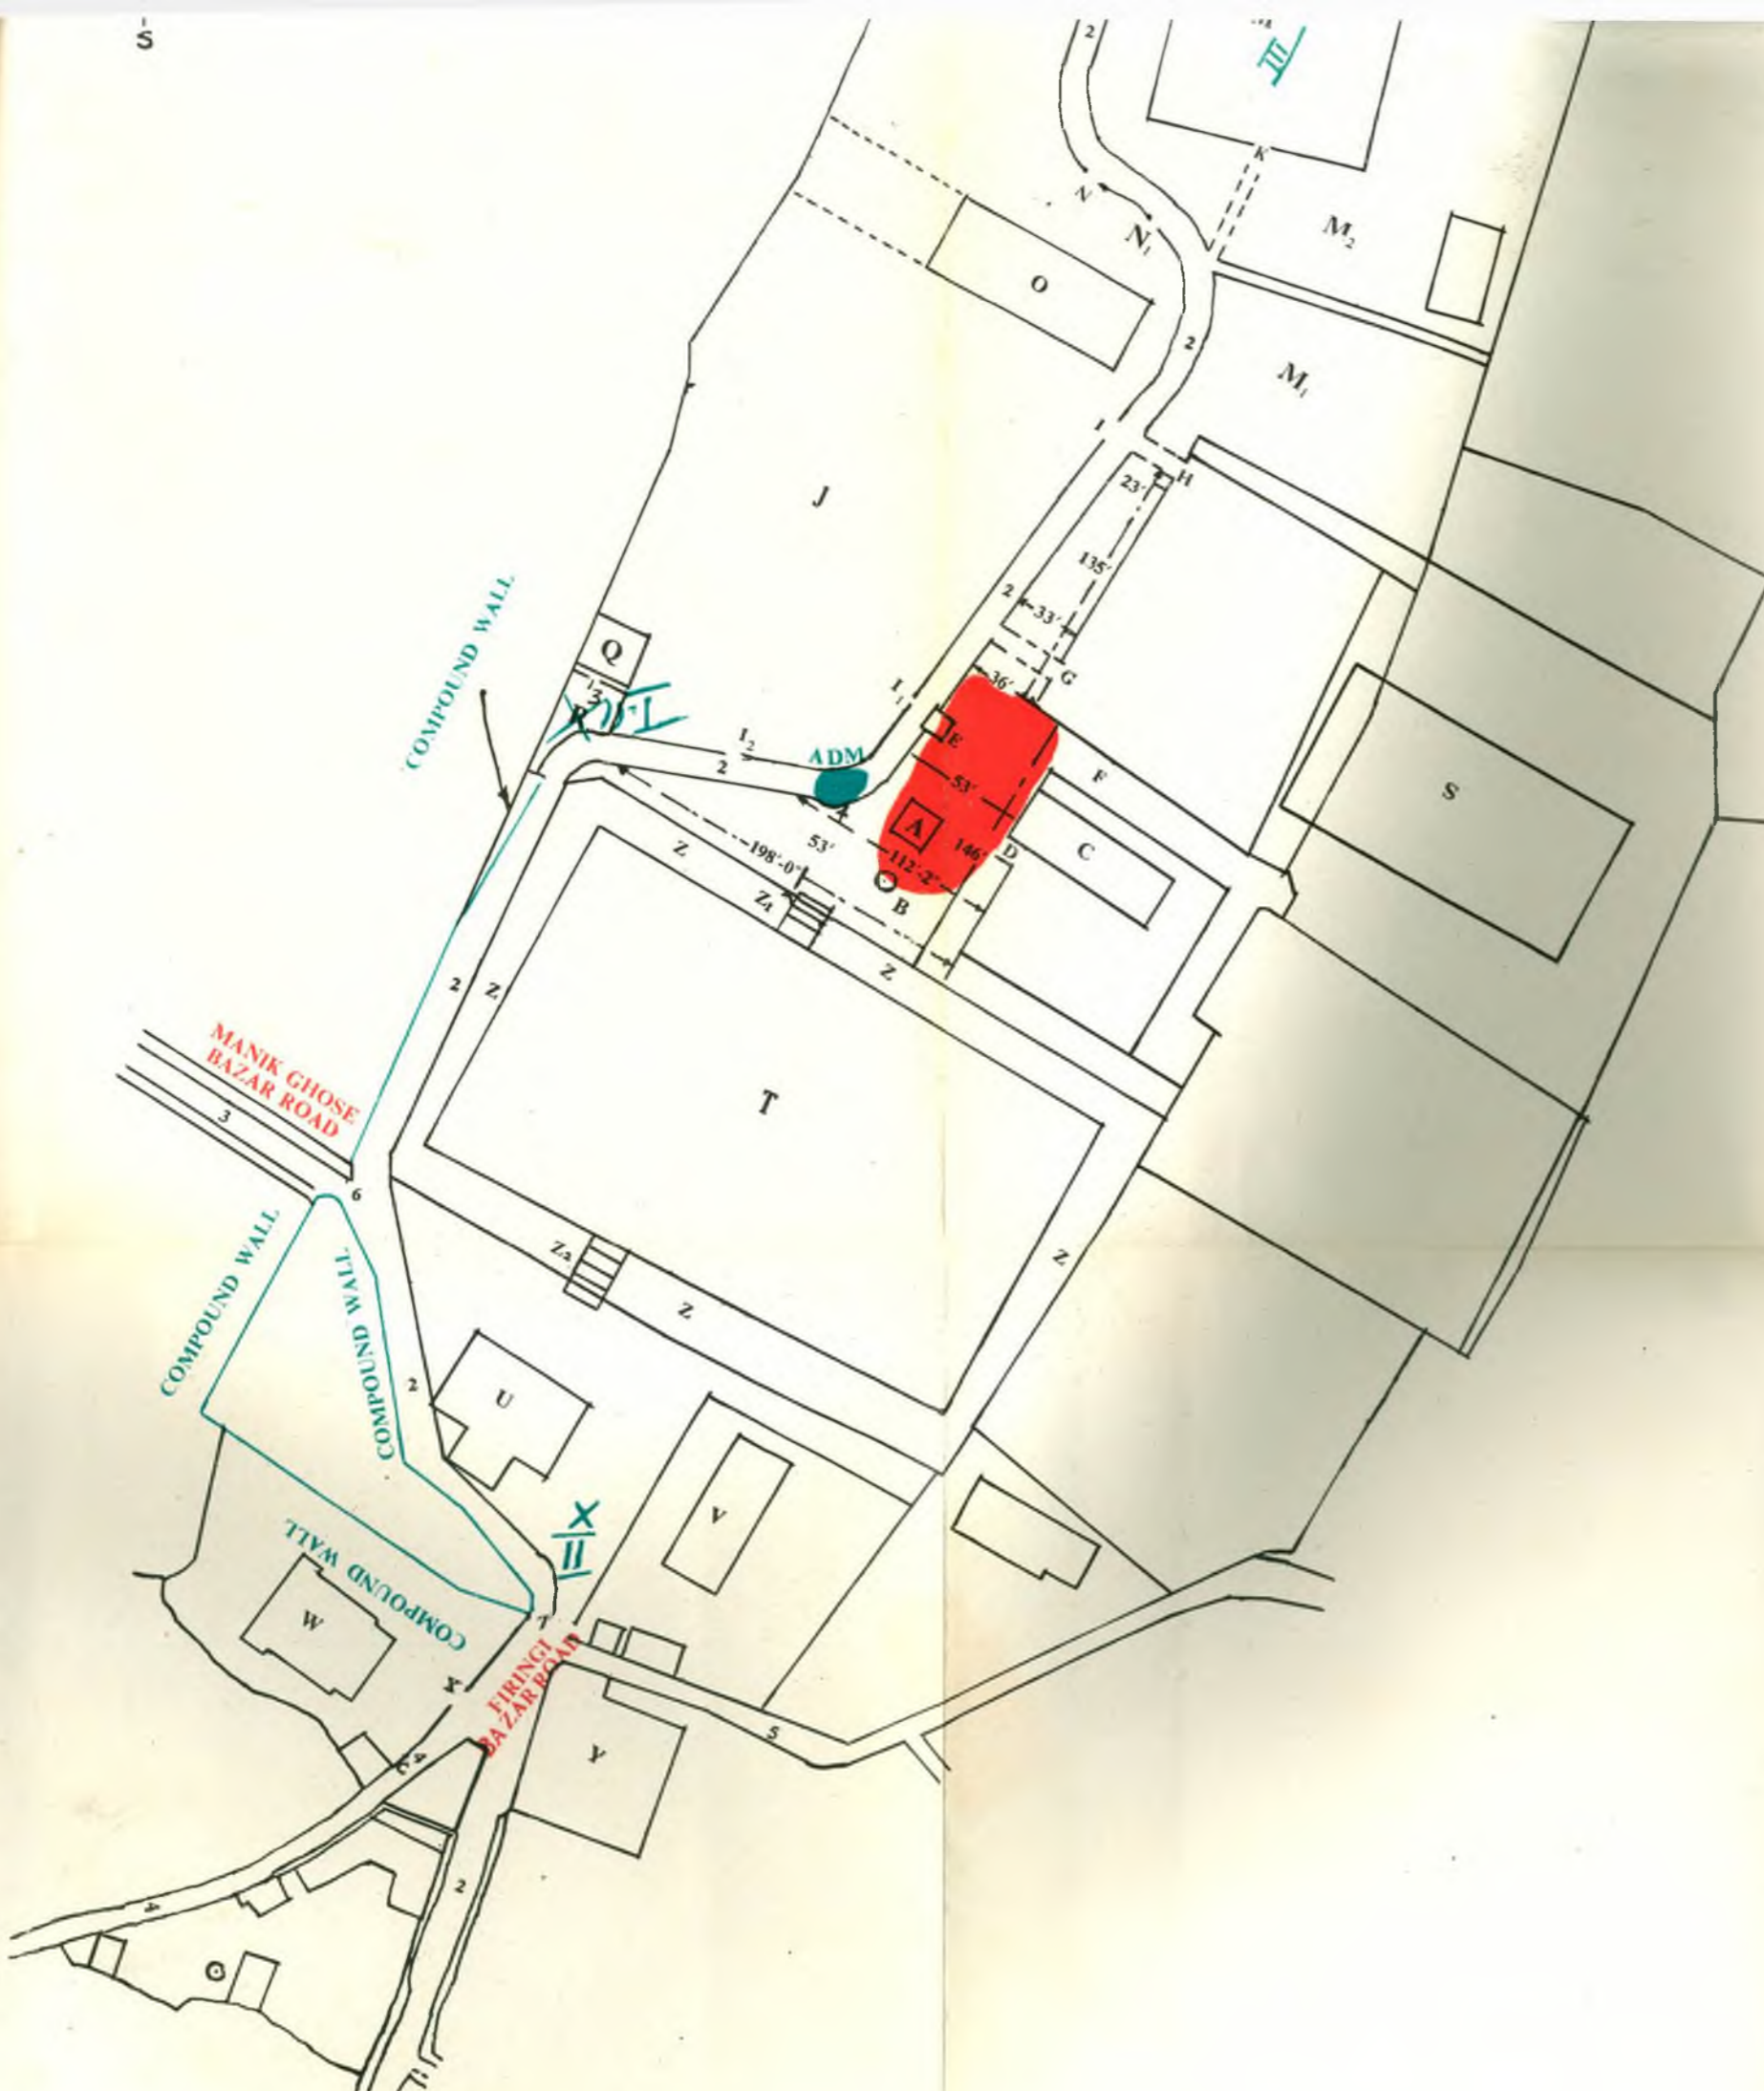 S
2
III
K
N
N₁
M₂
O
2
M₁
I
H
23'
J
135'
2
33'
COMPOUND WALL
Q
G
36'
I₁
13
R
E
I₂
ADM
2
53'
F
S
A
53'
146'
D
C
198'-0"
112'-2"
Z
B
Z₁
Z
2
Z
MANIK GHOSE
BAZAR ROAD
3
T
6
COMPOUND WALL
COMPOUND WALL
Z₂
Z
Z
2
U
V
X
II
COMPOUND WALL
W
7
FIRINGI
BAZAR ROAD
X
5
Y
4
2
4